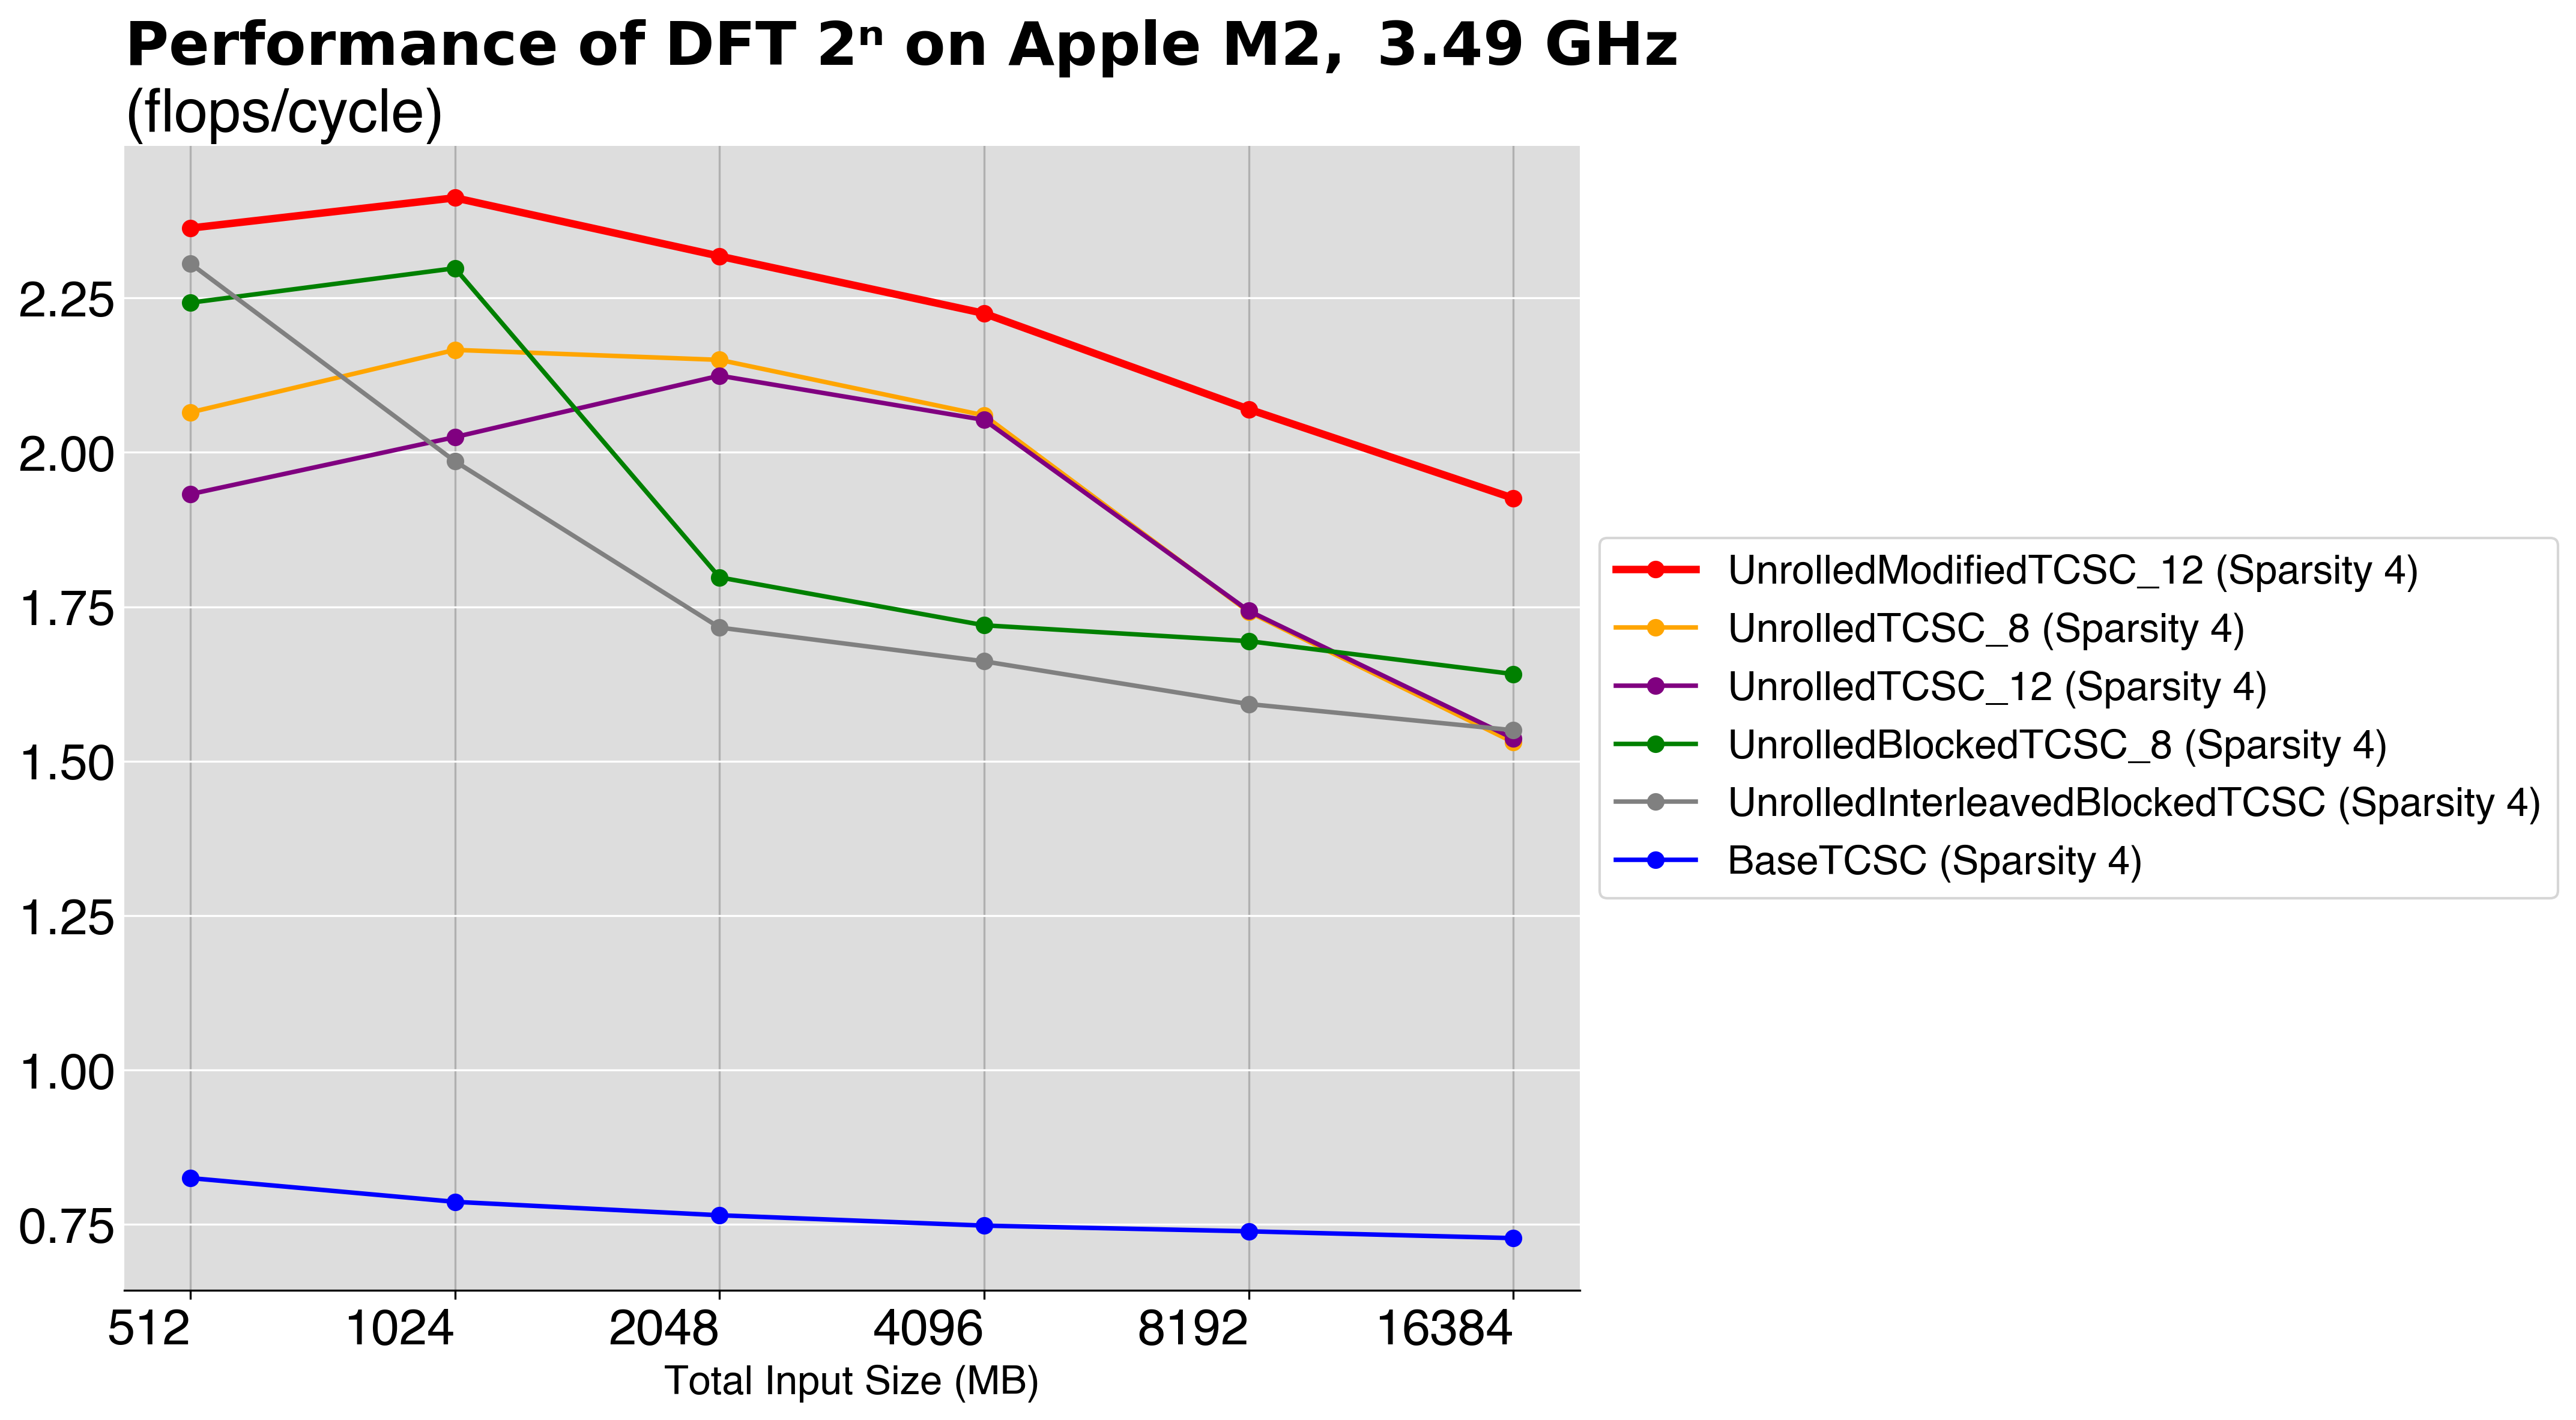 Performance of DFT 2ⁿ on Apple M2, 3.49 GHz
(flops/cycle)
2.25
2.00
1.75
1.50
1.25
1.00
0.75
512 1024 2048 4096 8192 16384
Total Input Size (MB)
UnrolledModifiedTCSC_12 (Sparsity 4)
UnrolledTCSC_8 (Sparsity 4)
UnrolledTCSC_12 (Sparsity 4)
UnrolledBlockedTCSC_8 (Sparsity 4)
UnrolledInterleavedBlockedTCSC (Sparsity 4)
BaseTCSC (Sparsity 4)